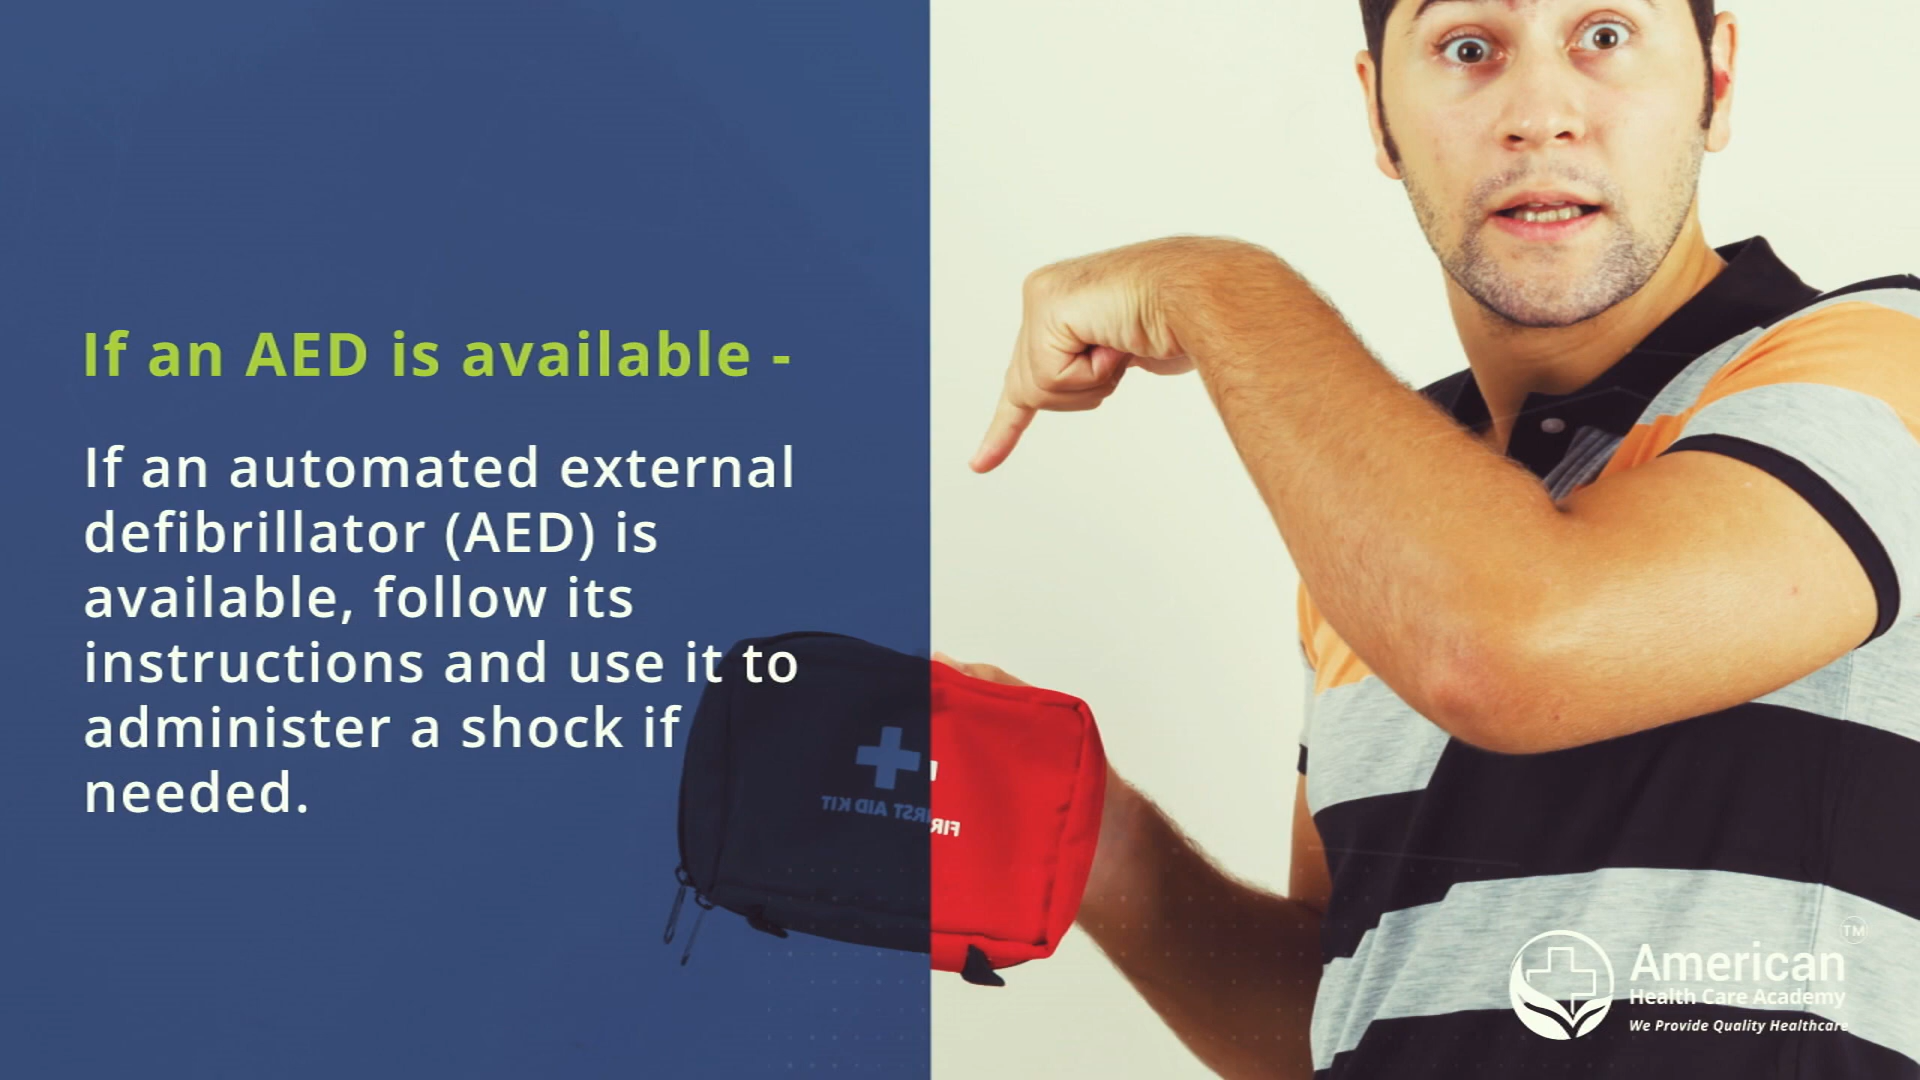 If an AED is available -
If an automated external
defibrillator (AED) is
available, follow its
instructions and use it to
administer a shock if
needed.
FIRST AID KIT
FIR
American
TM
Health Care Academy
We Provide Quality Healthcare